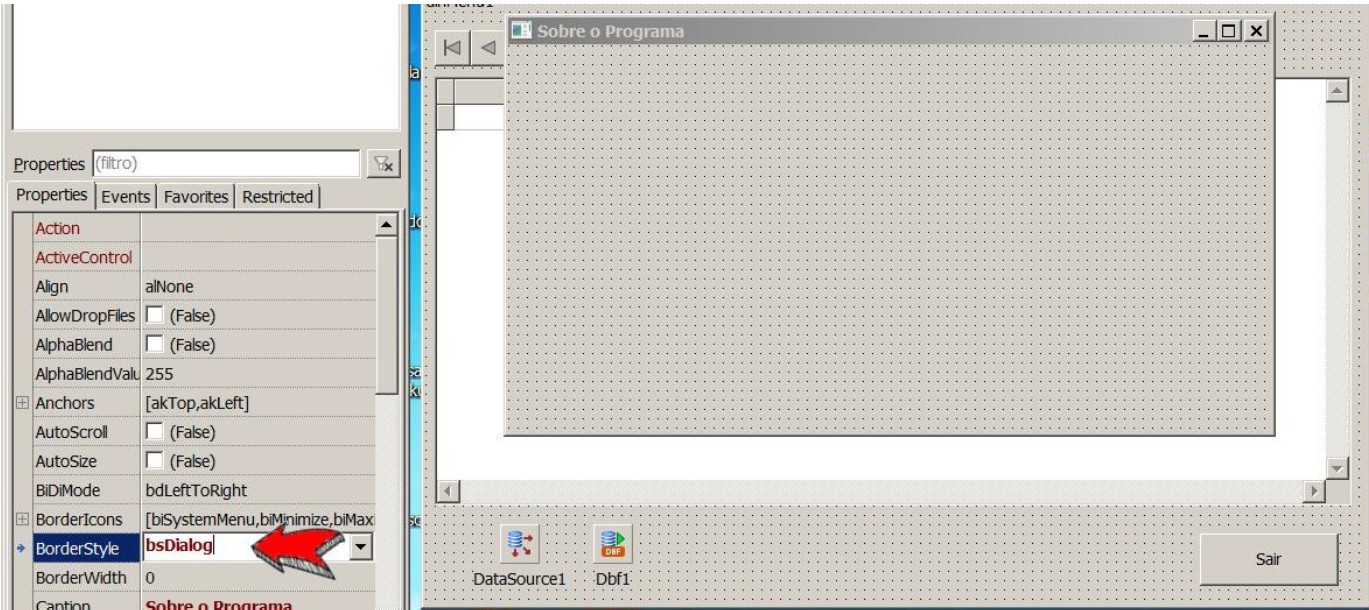 Sobre o Programa
Properties (filtro)
Properties Events Favorites Restricted
Action
ActiveControl
Align alNone
AllowDropFiles (False)
AlphaBlend (False)
AlphaBlendValu 255
Anchors [akTop,akLeft]
AutoScroll (False)
AutoSize (False)
BiDiMode bdLeftToRight
BorderIcons [biSystemMenu,biMinimize,biMaxi
BorderStyle bsDialog
BorderWidth 0
Caption Sobre o Programa
DataSource1 Dbf1
DBF
Sair